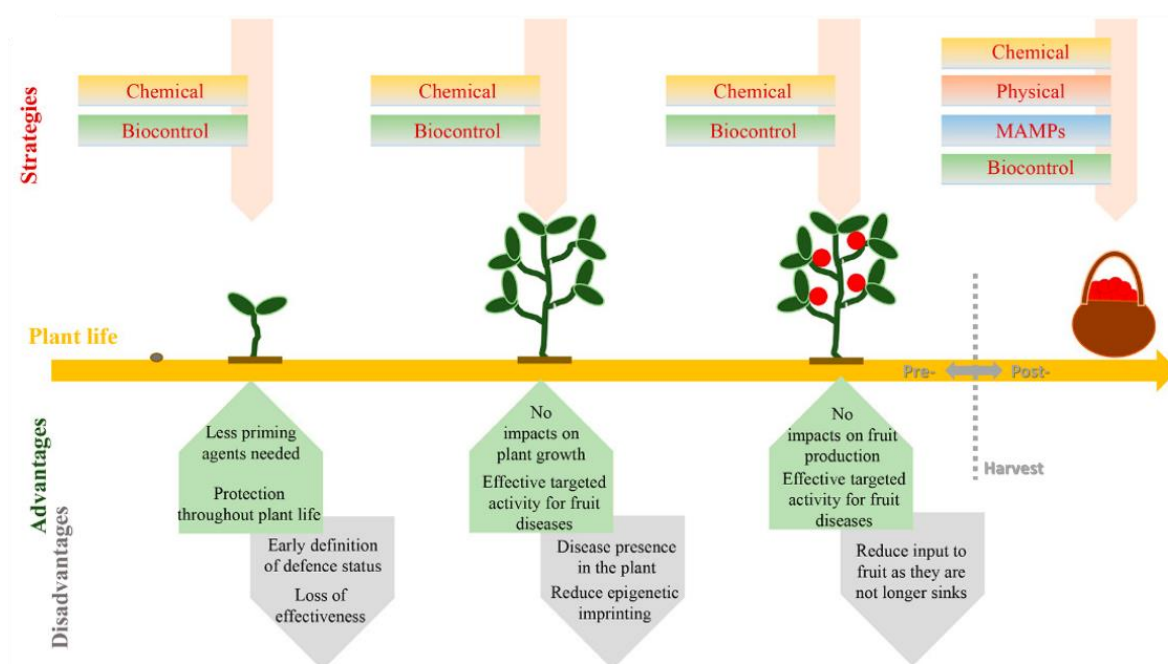 Strategies
Chemical
Biocontrol
Chemical
Biocontrol
Chemical
Biocontrol
Chemical
Physical
MAMPs
Biocontrol
Plant life
Pre-
Post-
Harvest
Advantages
Less priming
agents needed
Protection
throughout plant life
No
impacts on
plant growth
Effective targeted
activity for fruit
diseases
No
impacts on fruit
production
Effective targeted
activity for fruit
diseases
Disadvantages
Early definition
of defence status
Loss of
effectiveness
Disease presence
in the plant
Reduce epigenetic
imprinting
Reduce input to
fruit as they are
not longer sinks